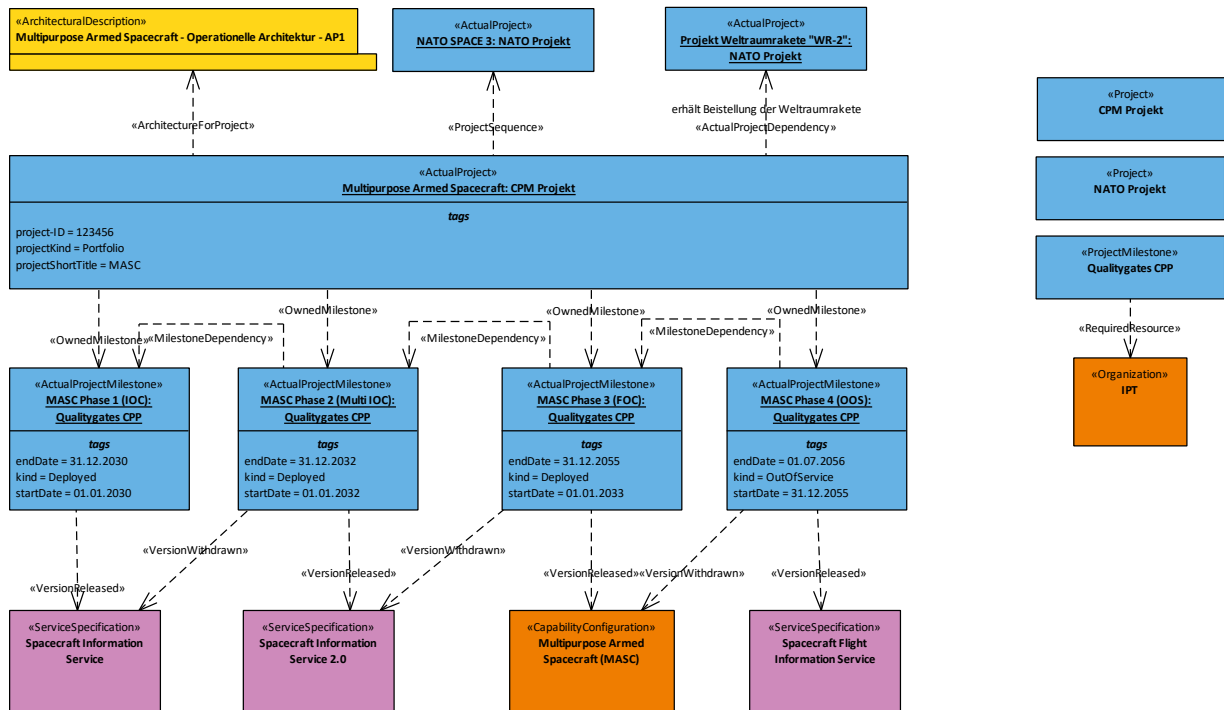 «ArchitecturalDescription»
Multipurpose Armed Spacecraft - Operationelle Architektur - AP1
«ActualProject»
NATO SPACE 3: NATO Projekt
«ActualProject»
Projekt Weltraumrakete "WR-2":
NATO Projekt
«ArchitectureForProject»
«ProjectSequence»
erhält Beistellung der Weltraumrakete
«ActualProjectDependency»
«ActualProject»
Multipurpose Armed Spacecraft: CPM Projekt
tags
project-ID = 123456
projectKind = Portfolio
projectShortTitle = MASC
«OwnedMilestone»
«MilestoneDependency»
«OwnedMilestone»
«MilestoneDependency»
«OwnedMilestone»
«MilestoneDependency»
«OwnedMilestone»
«ActualProjectMilestone»
MASC Phase 1 (IOC):
Qualitygates CPP
tags
endDate = 31.12.2030
kind = Deployed
startDate = 01.01.2030
«ActualProjectMilestone»
MASC Phase 2 (Multi IOC):
Qualitygates CPP
tags
endDate = 31.12.2032
kind = Deployed
startDate = 01.01.2032
«ActualProjectMilestone»
MASC Phase 3 (FOC):
Qualitygates CPP
tags
endDate = 31.12.2055
kind = Deployed
startDate = 01.01.2033
«ActualProjectMilestone»
MASC Phase 4 (OOS):
Qualitygates CPP
tags
endDate = 01.07.2056
kind = OutOfService
startDate = 31.12.2055
«VersionReleased»
«VersionWithdrawn»
«VersionReleased»
«VersionWithdrawn»
«VersionReleased»
«VersionWithdrawn»
«VersionReleased»
«ServiceSpecification»
Spacecraft Information
Service
«ServiceSpecification»
Spacecraft Information
Service 2.0
«CapabilityConfiguration»
Multipurpose Armed
Spacecraft (MASC)
«ServiceSpecification»
Spacecraft Flight
Information Service
«Project»
CPM Projekt
«Project»
NATO Projekt
«ProjectMilestone»
Qualitygates CPP
«RequiredResource»
«Organization»
IPT